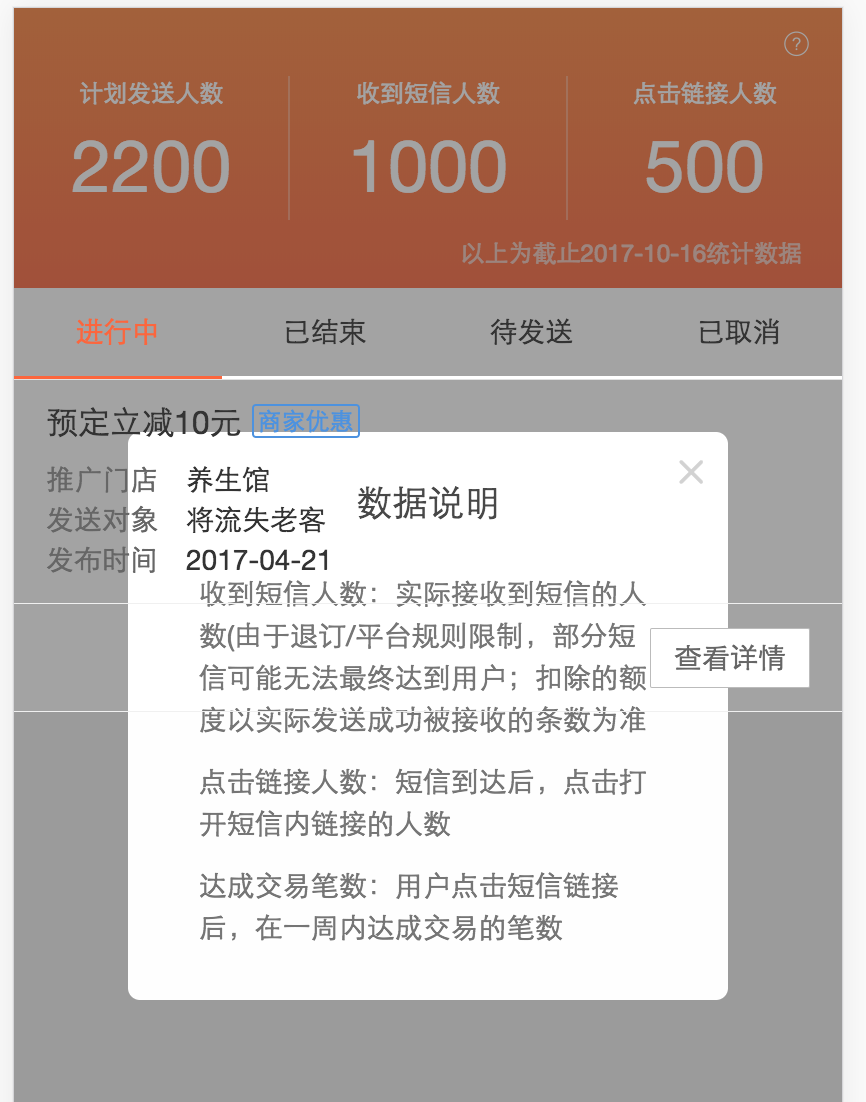 ?
计划发送人数 收到短信人数 点击链接人数
2200 1000 500
以上为截止2017-10-16统计数据
进行中 已结束 待发送 已取消
预定立减10元 商家优惠
推广门店 养生馆
数据说明
发送对象 将流失老客
发布时间 2017-04-21
收到短信人数：实际接收到短信的人
数(由于退订/平台规则限制，部分短
信可能无法最终达到用户；扣除的额
度以实际发送成功被接收的条数为准
查看详情
点击链接人数：短信到达后，点击打
开短信内链接的人数
达成交易笔数：用户点击短信链接
后，在一周内达成交易的笔数